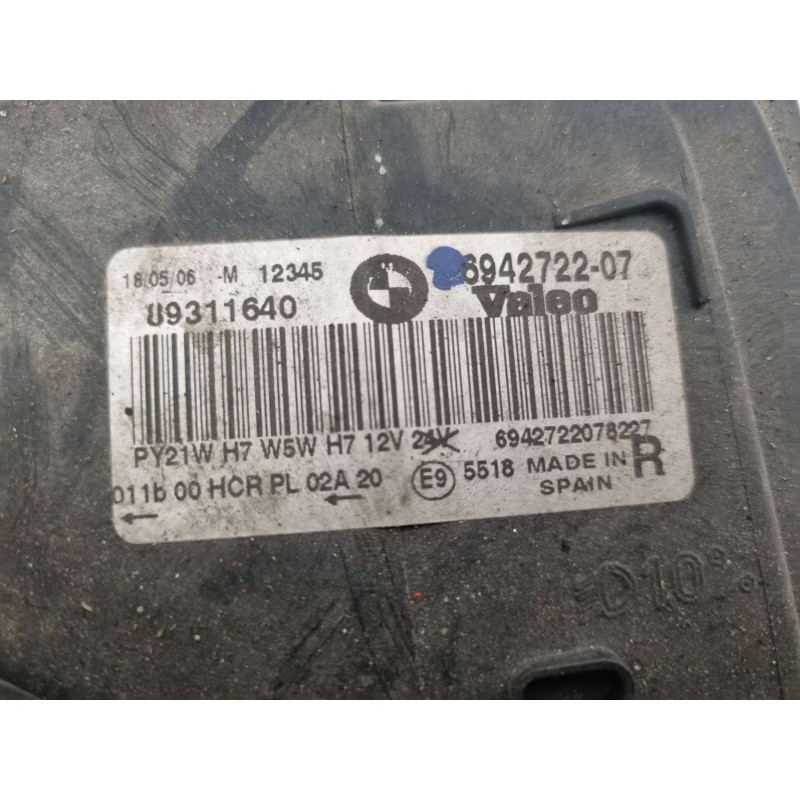 18/05/06 -M 12345 6942722-07
89311640 Valeo
PY21W H7 W5W H7 12V 24V 6942722078227
011b 00 HCR PL 02A 20 E9 5518 MADE IN SPAIN R
D10°